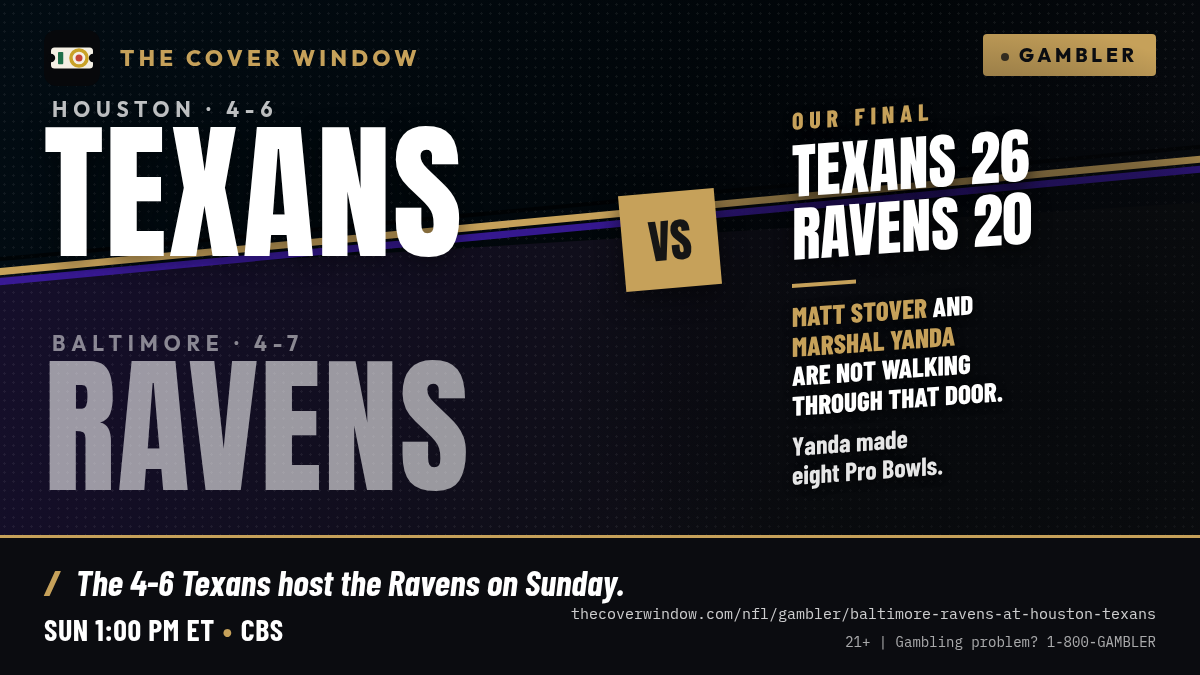 THE COVER WINDOW
• GAMBLER
HOUSTON · 4-6
TEXANS
BALTIMORE · 4-7
RAVENS
VS
OUR FINAL
TEXANS 26
RAVENS 20
MATT STOVER AND
MARSHAL YANDA
ARE NOT WALKING
THROUGH THAT DOOR.
Yanda made
eight Pro Bowls.
/ The 4-6 Texans host the Ravens on Sunday.
SUN 1:00 PM ET • CBS
thecoverwindow.com/nfl/gambler/baltimore-ravens-at-houston-texans
21+ | Gambling problem? 1-800-GAMBLER